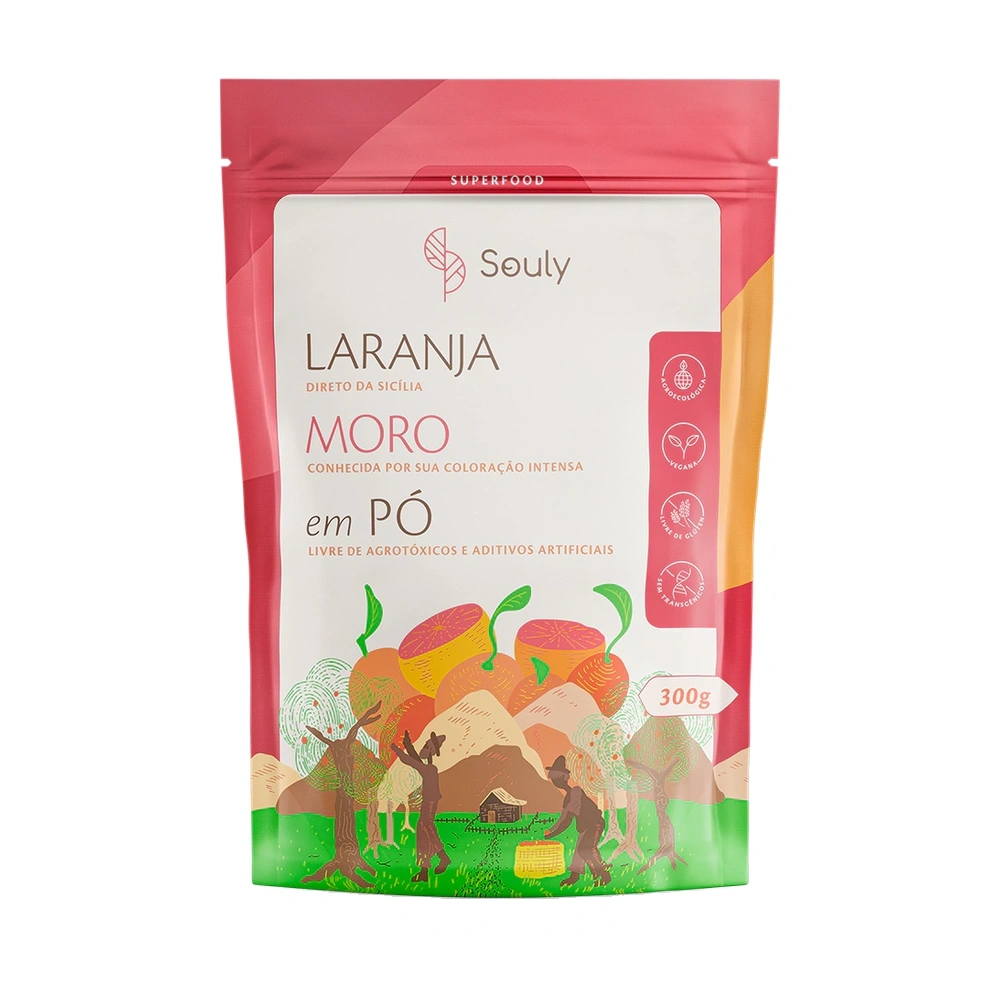 SUPERFOOD
Souly
LARANJA
DIRETO DA SICÍLIA
MORO
CONHECIDA POR SUA COLORAÇÃO INTENSA
em PÓ
LIVRE DE AGROTÓXICOS E ADITIVOS ARTIFICIAIS
AGROECOLÓGICA
VEGANA
LIVRE DE GLÚTEN
SEM TRANSGÊNICOS
300g